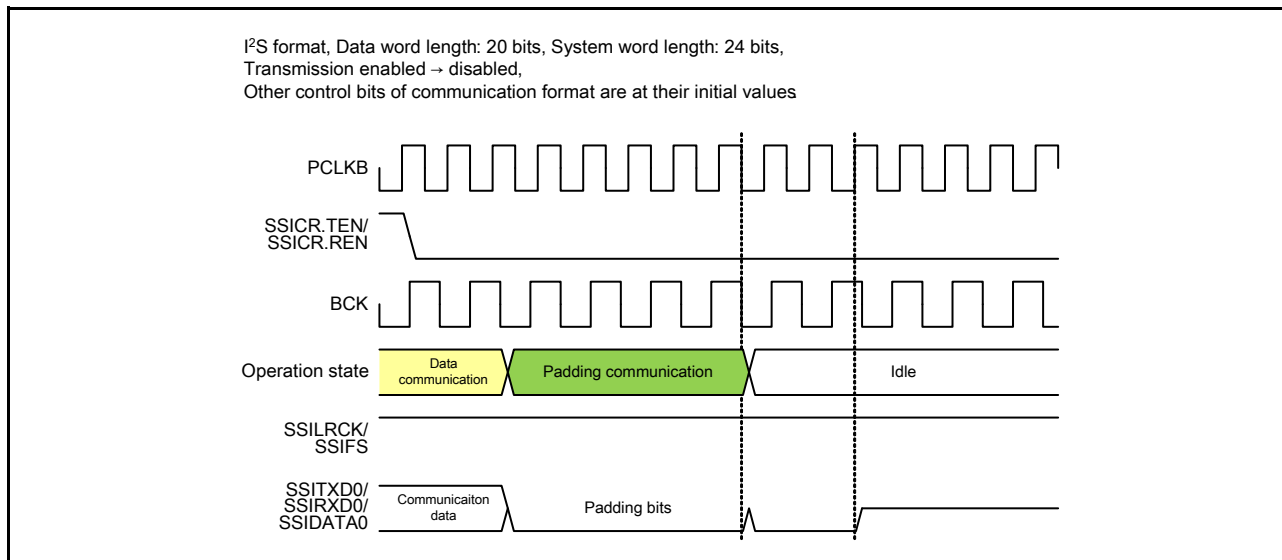 I²S format, Data word length: 20 bits, System word length: 24 bits,
Transmission enabled → disabled,
Other control bits of communication format are at their initial values
PCLKB
SSICR.TEN/
SSICR.REN
BCK
Operation state
Data
communication
Padding communication
Idle
SSILRCK/
SSIFS
SSITXD0/
SSIRXD0/
SSIDATA0
Communicaiton
data
Padding bits